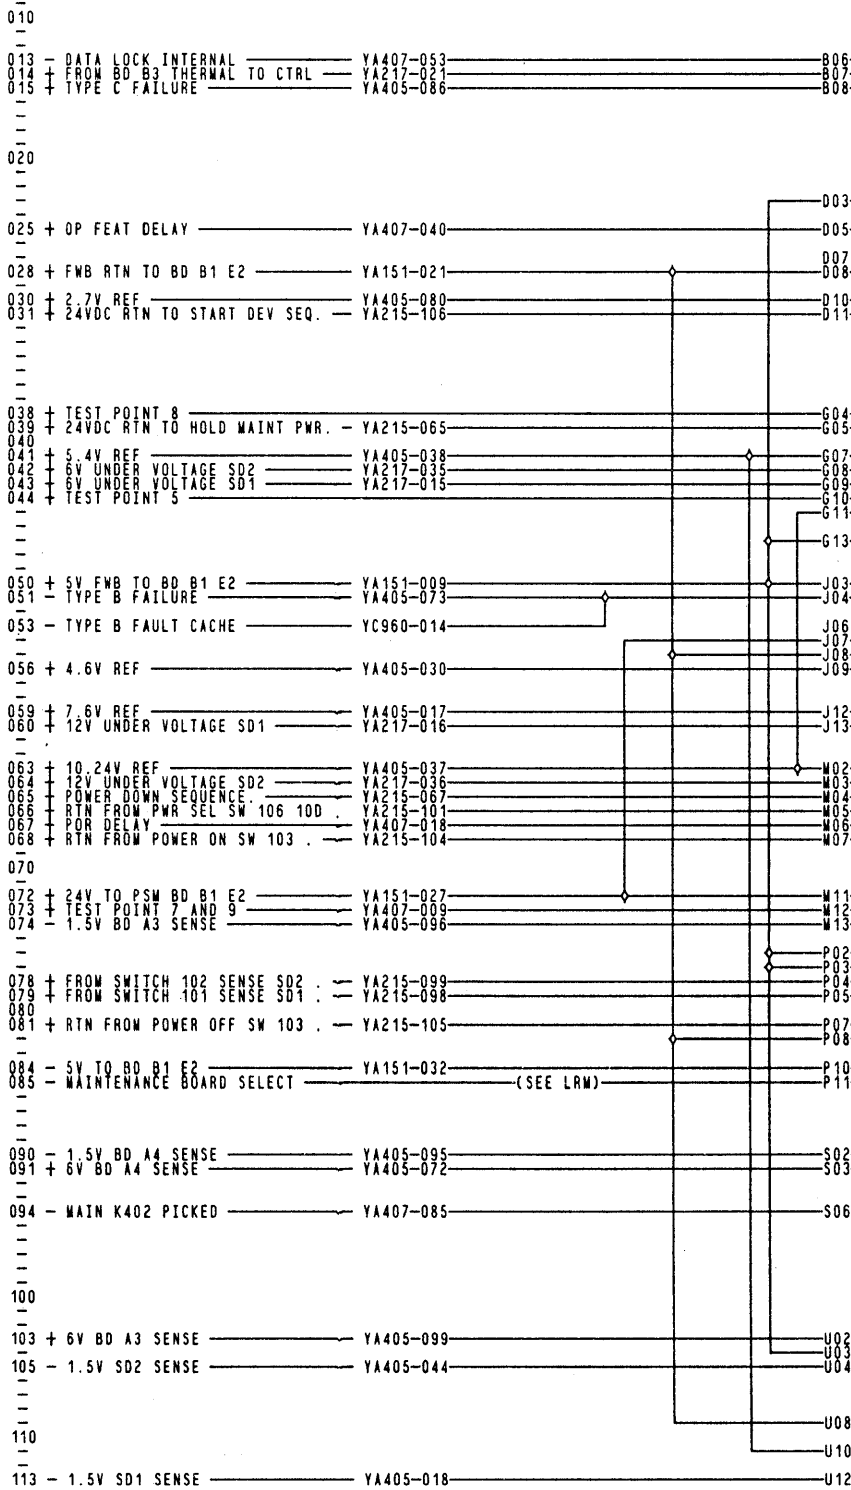 010
013 - DATA LOCK INTERNAL YA407-053 B06
014 + FROM BD B3 THERMAL TO CTRL YA217-021 B07
015 + TYPE C FAILURE YA405-086 B08
020
D03
025 + OP FEAT DELAY YA407-040 D05
D07
028 + FWB RTN TO BD B1 E2 YA151-021 D08
030 + 2.7V REF YA405-080 D10
031 + 24VDC RTN TO START DEV SEQ. YA215-106 D11
038 + TEST POINT 8 G04
039 + 24VDC RTN TO HOLD MAINT PWR. YA215-065 G05
040
041 + 5.4V REF YA405-038 G07
042 + 6V UNDER VOLTAGE SD2 YA217-035 G08
043 + 6V UNDER VOLTAGE SD1 YA217-015 G09
044 + TEST POINT 5 G10
G11
G13
050 + 5V FWB TO BD B1 E2 YA151-009 J03
051 - TYPE B FAILURE YA405-073 J04
053 - TYPE B FAULT CACHE YC960-014 J06
J07
J08
056 + 4.6V REF YA405-030 J09
059 + 7.6V REF YA405-017 J12
060 + 12V UNDER VOLTAGE SD1 YA217-016 J13
063 + 10.24V REF YA405-037 M02
064 + 12V UNDER VOLTAGE SD2 YA217-036 M03
065 + POWER DOWN SEQUENCE. YA215-067 M04
066 + RTN FROM PWR SEL SW 106 10D . YA215-101 M05
067 + POR DELAY YA407-018 M06
068 + RTN FROM POWER ON SW 103 . YA215-104 M07
070
072 + 24V TO PSM BD B1 E2 YA151-027 M11
073 + TEST POINT 7 AND 9 YA407-009 M12
074 - 1.5V BD A3 SENSE YA405-096 M13
P02
P03
078 + FROM SWITCH 102 SENSE SD2 . YA215-099 P04
079 + FROM SWITCH 101 SENSE SD1 . YA215-098 P05
080
081 + RTN FROM POWER OFF SW 103 . YA215-105 P07
P08
084 - 5V TO BD B1 E2 YA151-032 P10
085 - MAINTENANCE BOARD SELECT (SEE LRM) P11
090 - 1.5V BD A4 SENSE YA405-095 S02
091 + 6V BD A4 SENSE YA405-072 S03
094 - MAIN K402 PICKED YA407-085 S06
100
103 + 6V BD A3 SENSE YA405-099 U02
U03
105 - 1.5V SD2 SENSE YA405-044 U04
U08
110
U10
113 - 1.5V SD1 SENSE YA405-018 U12